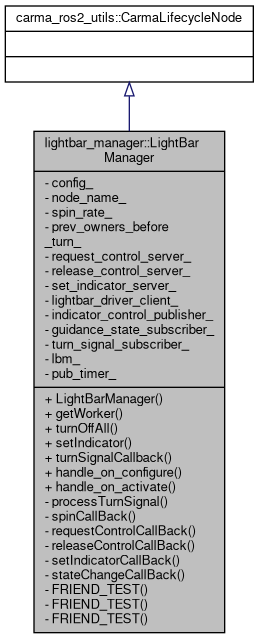 carma_ros2_utils::CarmaLifecycleNode
lightbar_manager::LightBar
Manager
- config_
- node_name_
- spin_rate_
- prev_owners_before
_turn_
- request_control_server_
- release_control_server_
- set_indicator_server_
- lightbar_driver_client_
- indicator_control_publisher_
- guidance_state_subscriber_
- turn_signal_subscriber_
- lbm_
- pub_timer_
+ LightBarManager()
+ getWorker()
+ turnOffAll()
+ setIndicator()
+ turnSignalCallback()
+ handle_on_configure()
+ handle_on_activate()
- processTurnSignal()
- spinCallBack()
- requestControlCallBack()
- releaseControlCallBack()
- setIndicatorCallBack()
- stateChangeCallBack()
- FRIEND_TEST()
- FRIEND_TEST()
- FRIEND_TEST()